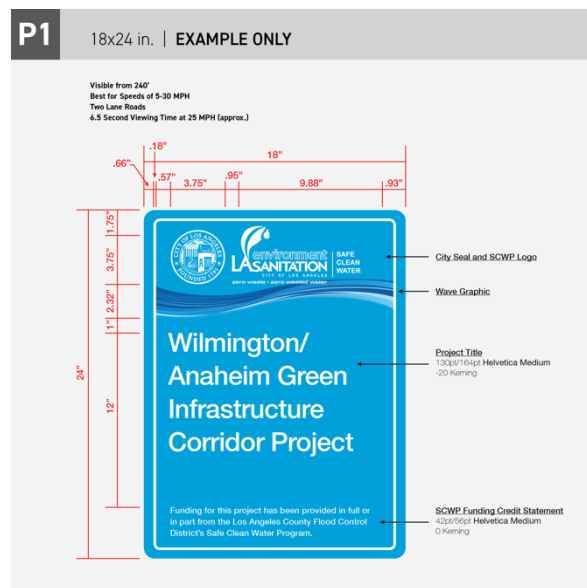 P1
18x24 in. | EXAMPLE ONLY
Visible from 240'
Best for Speeds of 5-30 MPH
Two Lane Roads
6.5 Second Viewing Time at 25 MPH (approx.)
.18"
18"
.66"
.57"
3.75"
.95"
9.88"
.93"
1.75"
3.75"
2.32"
1"
12"
24"
CITY OF LOS ANGELES
FOUNDED 1781
environment
LASANITATION
CITY OF LOS ANGELES
zero waste • zero wasted water
SAFE
CLEAN
WATER
City Seal and SCWP Logo
Wave Graphic
Wilmington/
Anaheim Green
Infrastructure
Corridor Project
Project Title
130pt/164pt Helvetica Medium
-20 Kerning
Funding for this project has been provided in full or
in part from the Los Angeles County Flood Control
District's Safe Clean Water Program.
SCWP Funding Credit Statement
42pt/56pt Helvetica Medium
0 Kerning